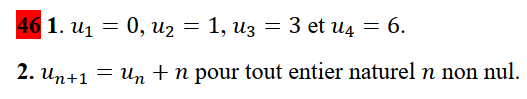 46 1. u₁ = 0, u₂ = 1, u₃ = 3 et u₄ = 6.
2. uₙ₊₁ = uₙ + n pour tout entier naturel n non nul.